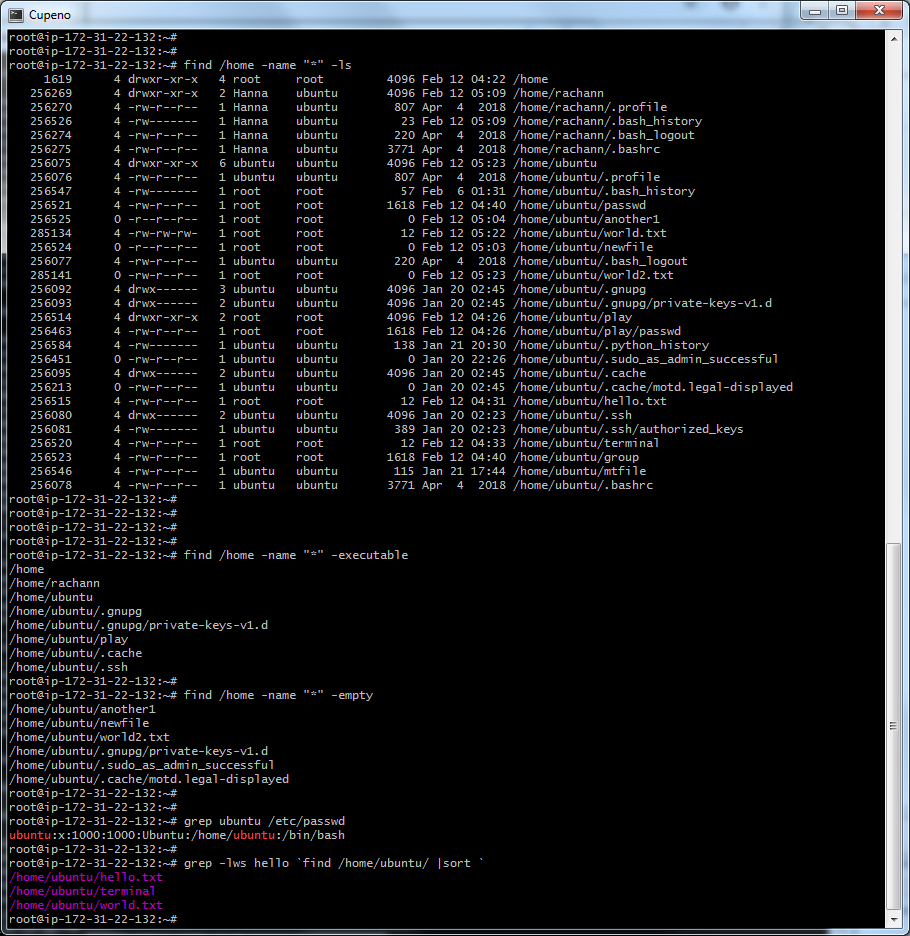 Cupeno
root@ip-172-31-22-132:~#
root@ip-172-31-22-132:~#
root@ip-172-31-22-132:~# find /home -name "*" -ls
1619 4 drwxr-xr-x 4 root root 4096 Feb 12 04:22 /home
256269 4 drwxr-xr-x 2 Hanna ubuntu 4096 Feb 12 05:09 /home/rachann
256270 4 -rw-r--r-- 1 Hanna ubuntu 807 Apr 4 2018 /home/rachann/.profile
256526 4 -rw------- 1 Hanna ubuntu 23 Feb 12 05:09 /home/rachann/.bash_history
256274 4 -rw-r--r-- 1 Hanna ubuntu 220 Apr 4 2018 /home/rachann/.bash_logout
256275 4 -rw-r--r-- 1 Hanna ubuntu 3771 Apr 4 2018 /home/rachann/.bashrc
256075 4 drwxr-xr-x 6 ubuntu ubuntu 4096 Feb 12 05:23 /home/ubuntu
256076 4 -rw-r--r-- 1 ubuntu ubuntu 807 Apr 4 2018 /home/ubuntu/.profile
256547 4 -rw------- 1 root root 57 Feb 6 01:31 /home/ubuntu/.bash_history
256521 4 -rw-r--r-- 1 root root 1618 Feb 12 04:40 /home/ubuntu/passwd
256525 0 -r--r--r-- 1 root root 0 Feb 12 05:04 /home/ubuntu/another1
285134 4 -rw-rw-rw- 1 root root 12 Feb 12 05:22 /home/ubuntu/world.txt
256524 0 -r--r--r-- 1 root root 0 Feb 12 05:03 /home/ubuntu/newfile
256077 4 -rw-r--r-- 1 ubuntu ubuntu 220 Apr 4 2018 /home/ubuntu/.bash_logout
285141 0 -rw-r--r-- 1 root root 0 Feb 12 05:23 /home/ubuntu/world2.txt
256092 4 drwx------ 3 ubuntu ubuntu 4096 Jan 20 02:45 /home/ubuntu/.gnupg
256093 4 drwx------ 2 ubuntu ubuntu 4096 Jan 20 02:45 /home/ubuntu/.gnupg/private-keys-v1.d
256514 4 drwxr-xr-x 2 root root 4096 Feb 12 04:26 /home/ubuntu/play
256463 4 -rw-r--r-- 1 root root 1618 Feb 12 04:26 /home/ubuntu/play/passwd
256584 4 -rw------- 1 ubuntu ubuntu 138 Jan 21 20:30 /home/ubuntu/.python_history
256451 0 -rw-r--r-- 1 ubuntu ubuntu 0 Jan 20 22:26 /home/ubuntu/.sudo_as_admin_successful
256095 4 drwx------ 2 ubuntu ubuntu 4096 Jan 20 02:45 /home/ubuntu/.cache
256213 0 -rw-r--r-- 1 ubuntu ubuntu 0 Jan 20 02:45 /home/ubuntu/.cache/motd.legal-displayed
256515 4 -rw-r--r-- 1 root root 12 Feb 12 04:31 /home/ubuntu/hello.txt
256080 4 drwx------ 2 ubuntu ubuntu 4096 Jan 20 02:23 /home/ubuntu/.ssh
256081 4 -rw------- 1 ubuntu ubuntu 389 Jan 20 02:23 /home/ubuntu/.ssh/authorized_keys
256520 4 -rw-r--r-- 1 root root 12 Feb 12 04:33 /home/ubuntu/terminal
256523 4 -rw-r--r-- 1 root root 1618 Feb 12 04:40 /home/ubuntu/group
256546 4 -rw-r--r-- 1 ubuntu ubuntu 115 Jan 21 17:44 /home/ubuntu/mtfile
256078 4 -rw-r--r-- 1 ubuntu ubuntu 3771 Apr 4 2018 /home/ubuntu/.bashrc
root@ip-172-31-22-132:~#
root@ip-172-31-22-132:~#
root@ip-172-31-22-132:~#
root@ip-172-31-22-132:~#
root@ip-172-31-22-132:~# find /home -name "*" -executable
/home
/home/rachann
/home/ubuntu
/home/ubuntu/.gnupg
/home/ubuntu/.gnupg/private-keys-v1.d
/home/ubuntu/play
/home/ubuntu/.cache
/home/ubuntu/.ssh
root@ip-172-31-22-132:~#
root@ip-172-31-22-132:~# find /home -name "*" -empty
/home/ubuntu/another1
/home/ubuntu/newfile
/home/ubuntu/world2.txt
/home/ubuntu/.gnupg/private-keys-v1.d
/home/ubuntu/.sudo_as_admin_successful
/home/ubuntu/.cache/motd.legal-displayed
root@ip-172-31-22-132:~#
root@ip-172-31-22-132:~#
root@ip-172-31-22-132:~# grep ubuntu /etc/passwd
ubuntu:x:1000:1000:Ubuntu:/home/ubuntu:/bin/bash
root@ip-172-31-22-132:~#
root@ip-172-31-22-132:~# grep -lws hello `find /home/ubuntu/ |sort `
/home/ubuntu/hello.txt
/home/ubuntu/terminal
/home/ubuntu/world.txt
root@ip-172-31-22-132:~#